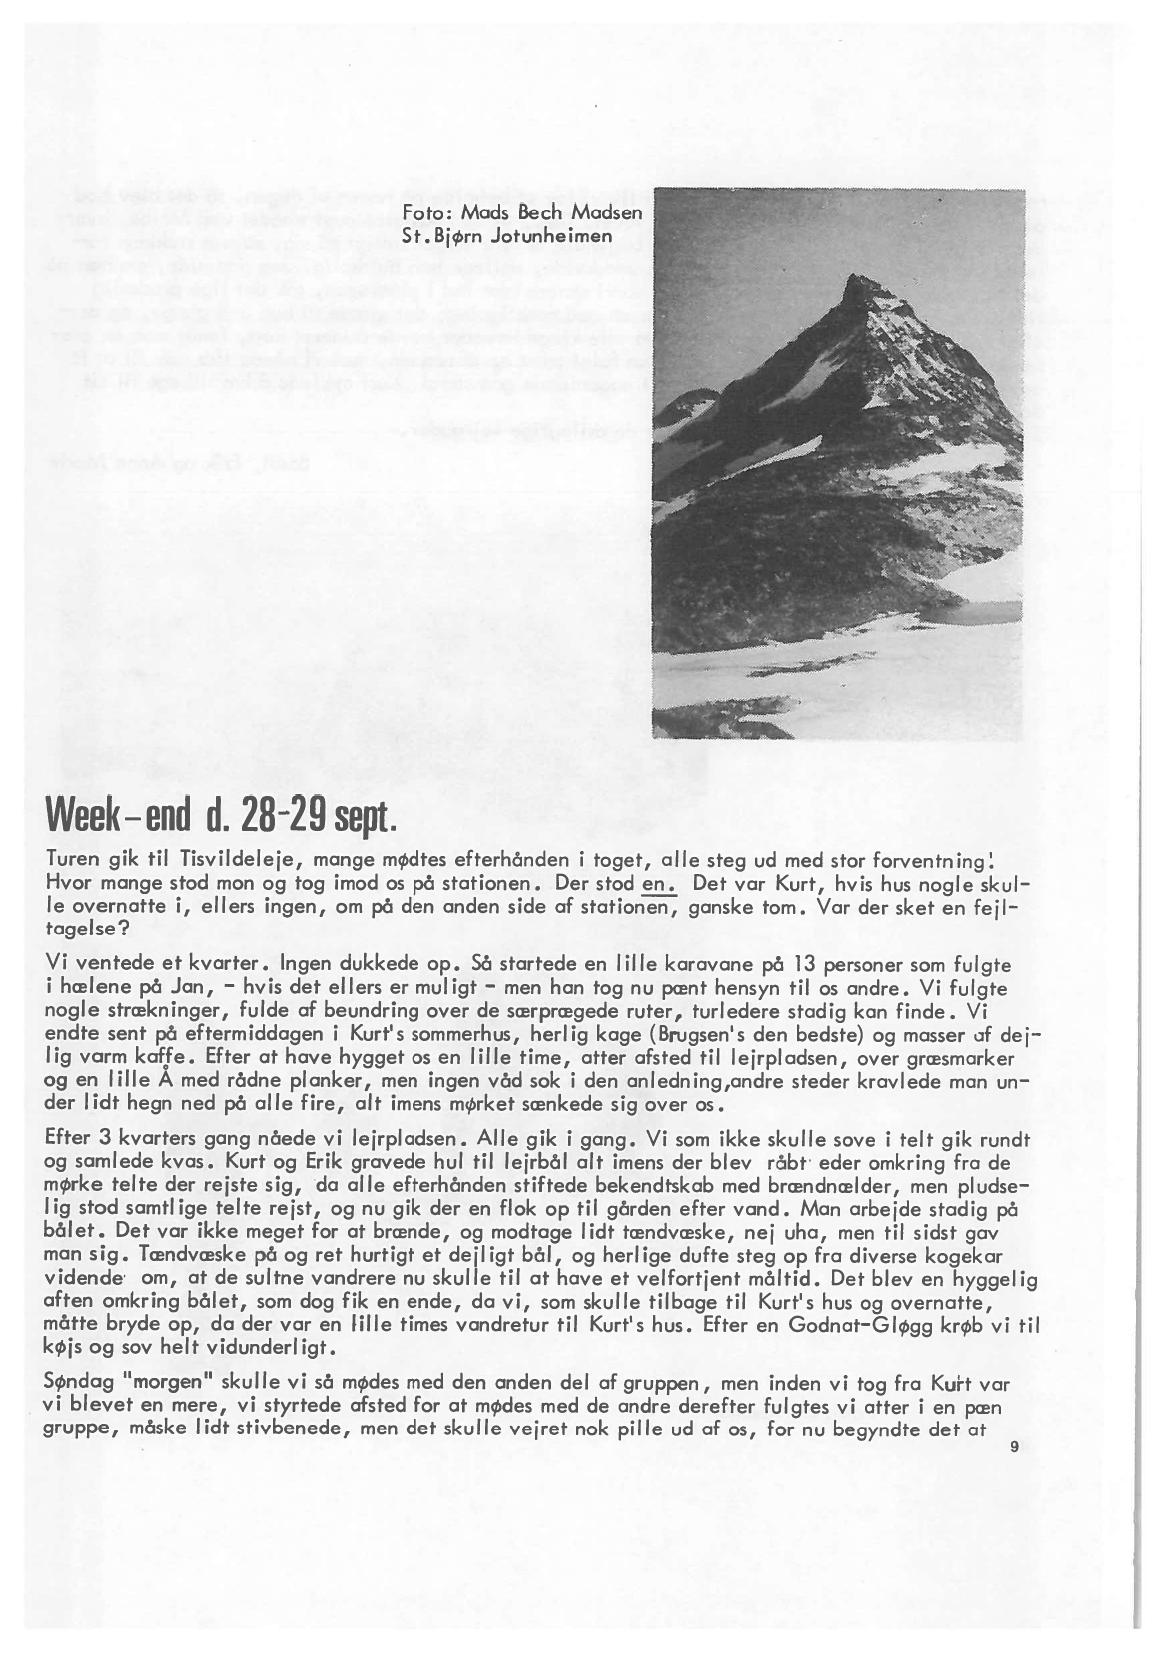 Foto: Mads Bech Madsen
St.Bjørn Jotunheimen
Week-end d. 28-29 sept.
Turen gik til Tisvildeleje, mange mødtes efterhånden i toget, alle steg ud med stor forventning!
Hvor mange stod mon og tog imod os på stationen. Der stod en. Det var Kurt, hvis hus nogle skul-
le overnatte i, ellers ingen, om på den anden side af stationen, ganske tom. Var der sket en fejl-
tagelse?
Vi ventede et kvarter. Ingen dukkede op. Så startede en lille karavane på 13 personer som fulgte
i hælene på Jan, - hvis det ellers er muligt - men han tog nu pænt hensyn til os andre. Vi fulgte
nogle strækninger, fulde af beundring over de særprægede ruter, turledere stadig kan finde. Vi
endte sent på eftermiddagen i Kurt's sommerhus, herlig kage (Brugsen's den bedste) og masser af dej-
lig varm kaffe. Efter at have hygget os en lille time, atter afsted til lejrpladsen, over græsmarker
og en lille Å med rådne planker, men ingen våd sok i den anledning,andre steder kravlede man un-
der lidt hegn ned på alle fire, alt imens mørket sænkede sig over os.
Efter 3 kvarters gang nåede vi lejrpladsen. Alle gik i gang. Vi som ikke skulle sove i telt gik rundt
og samlede kvas. Kurt og Erik gravede hul til lejrbål alt imens der blev råbt eder omkring fra de
mørke telte der rejste sig, da alle efterhånden stiftede bekendtskab med brændnælder, men pludse-
lig stod samtlige telte rejst, og nu gik der en flok op til gården efter vand. Man arbejde stadig på
bålet. Det var ikke meget for at brænde, og modtage lidt tændvæske, nej uha, men til sidst gav
man sig. Tændvæske på og ret hurtigt et dejligt bål, og herlige dufte steg op fra diverse kogekar
vidende om, at de sultne vandrere nu skulle til at have et velfortjent måltid. Det blev en hyggelig
aften omkring bålet, som dog fik en ende, da vi, som skulle tilbage til Kurt's hus og overnatte,
måtte bryde op, da der var en lille times vandretur til Kurt's hus. Efter en Godnat-Gløgg krøb vi til
køjs og sov helt vidunderligt.
Søndag "morgen" skulle vi så mødes med den anden del af gruppen, men inden vi tog fra Kurt var
vi blevet en mere, vi styrtede afsted for at mødes med de andre derefter fulgtes vi atter i en pæn
gruppe, måske lidt stivbenede, men det skulle vejret nok pille ud af os, for nu begyndte det at
9